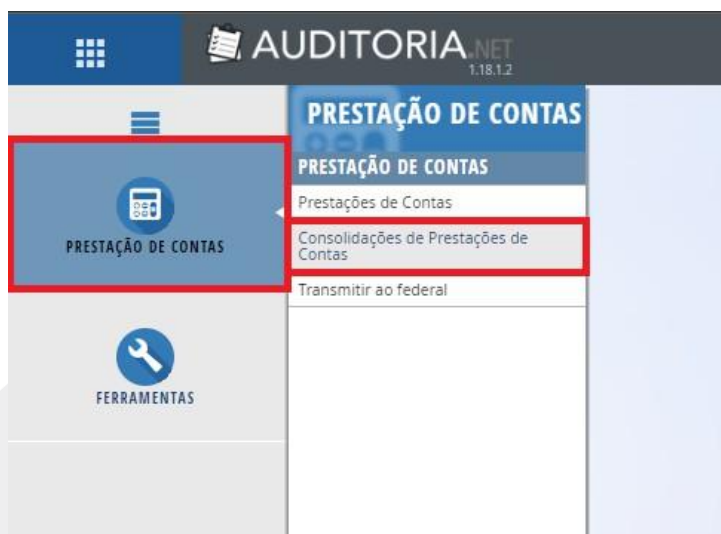 AUDITORIA.NET
1.18.1.2
PRESTAÇÃO DE CONTAS
PRESTAÇÃO DE CONTAS
Prestações de Contas
Consolidações de Prestações de
Contas
Transmitir ao federal
PRESTAÇÃO DE CONTAS
FERRAMENTAS